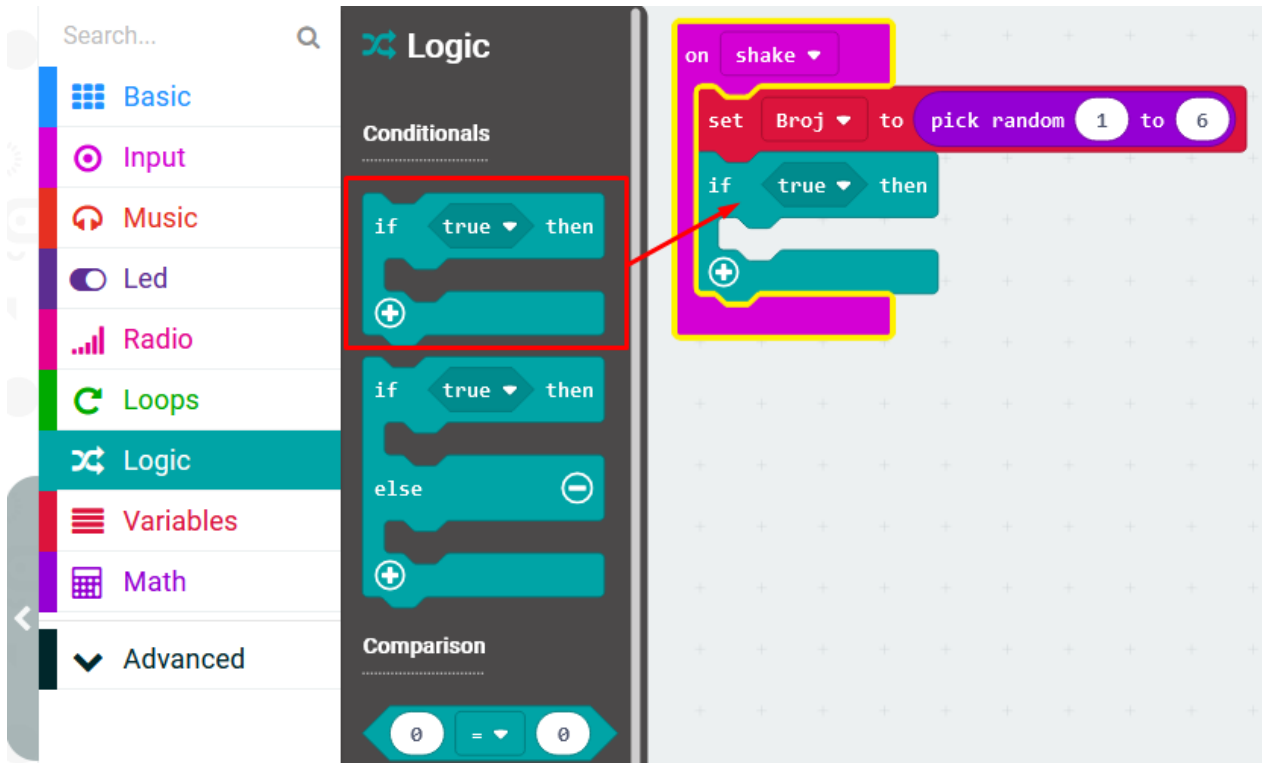 Search...
Basic
Input
Music
Led
Radio
Loops
Logic
Variables
Math
Advanced
Logic
Conditionals
if true then
if true then
else
Comparison
0 = 0
on shake
set Broj to pick random 1 to 6
if true then